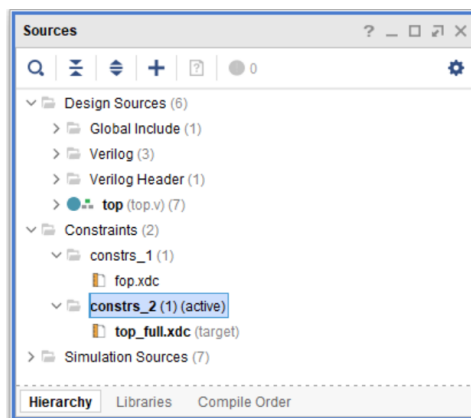 Sources
0
Design Sources (6)
Global Include (1)
Verilog (3)
Verilog Header (1)
top (top.v) (7)
Constraints (2)
constrs_1 (1)
fop.xdc
constrs_2 (1) (active)
top_full.xdc (target)
Simulation Sources (7)
Hierarchy Libraries Compile Order